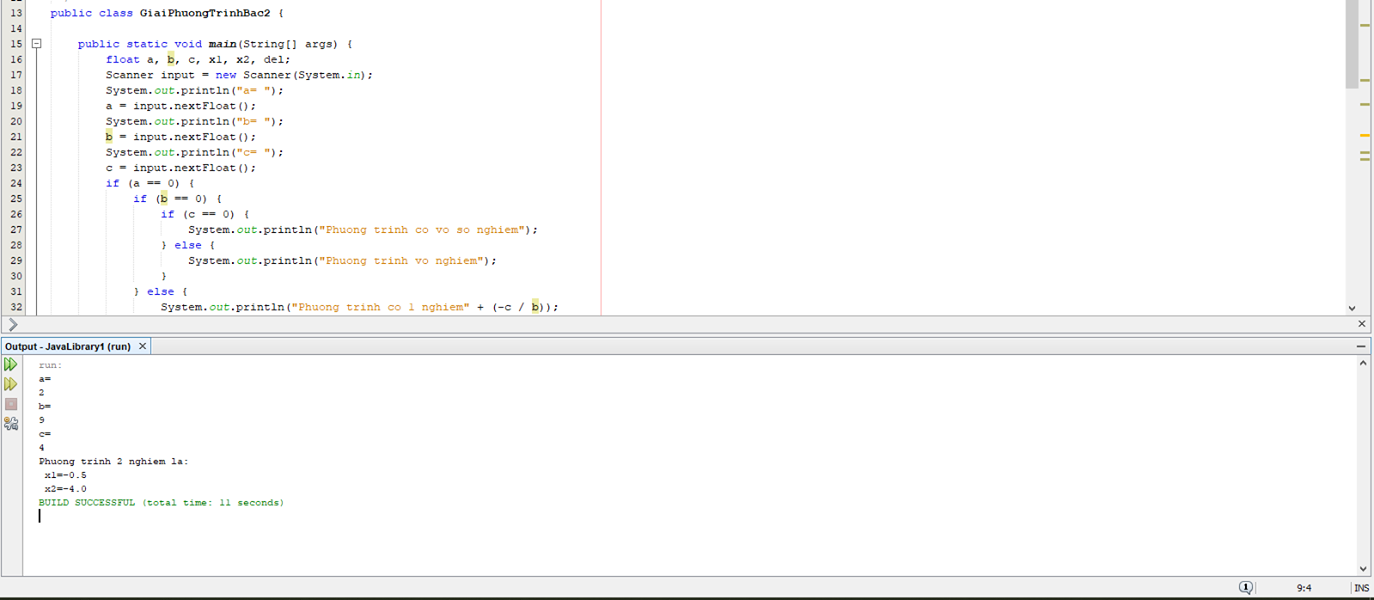 13 public class GiaiPhuongTrinhBac2 {
14
15 public static void main(String[] args) {
16 float a, b, c, x1, x2, del;
17 Scanner input = new Scanner(System.in);
18 System.out.println("a= ");
19 a = input.nextFloat();
20 System.out.println("b= ");
21 b = input.nextFloat();
22 System.out.println("c= ");
23 c = input.nextFloat();
24 if (a == 0) {
25 if (b == 0) {
26 if (c == 0) {
27 System.out.println("Phuong trinh co vo so nghiem");
28 } else {
29 System.out.println("Phuong trinh vo nghiem");
30 }
31 } else {
32 System.out.println("Phuong trinh co 1 nghiem" + (-c / b));
Output - JavaLibrary1 (run)
run:
a=
2
b=
9
c=
4
Phuong trinh 2 nghiem la:
x1=-0.5
x2=-4.0
BUILD SUCCESSFUL (total time: 11 seconds)
1 9:4 INS